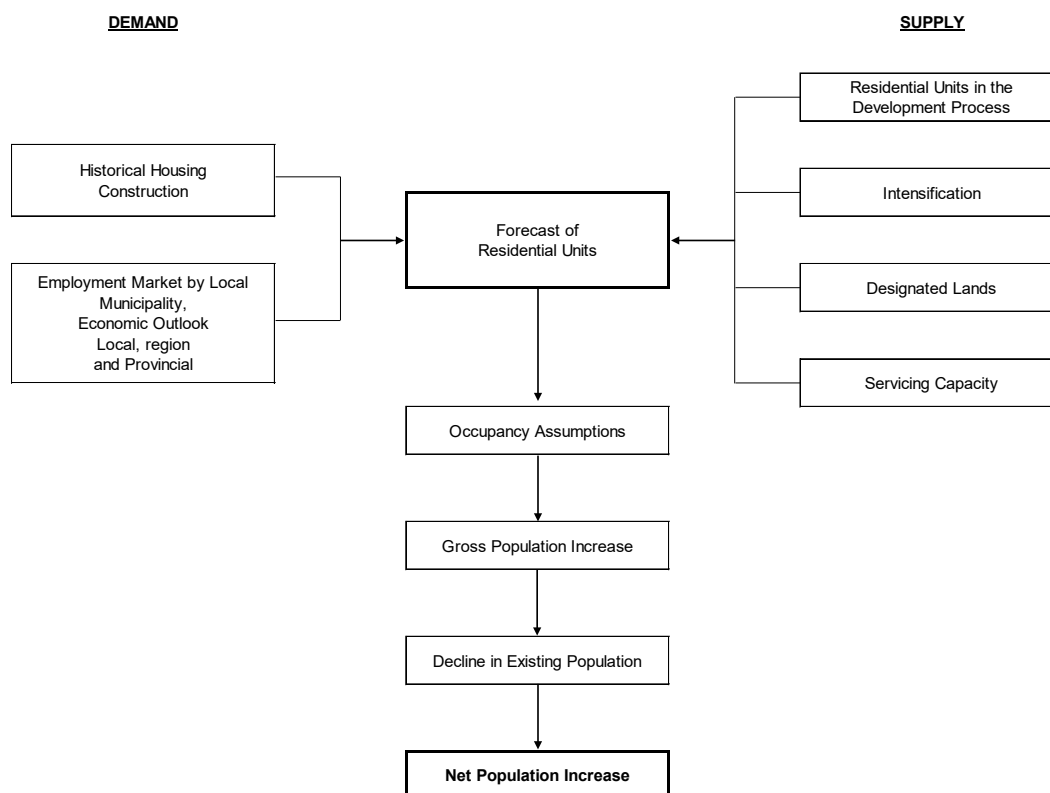 DEMAND
SUPPLY
Residential Units in the
Development Process
Historical Housing
Construction
Intensification
Forecast of
Residential Units
Employment Market by Local
Municipality,
Economic Outlook
Local, region
and Provincial
Designated Lands
Servicing Capacity
Occupancy Assumptions
Gross Population Increase
Decline in Existing Population
Net Population Increase